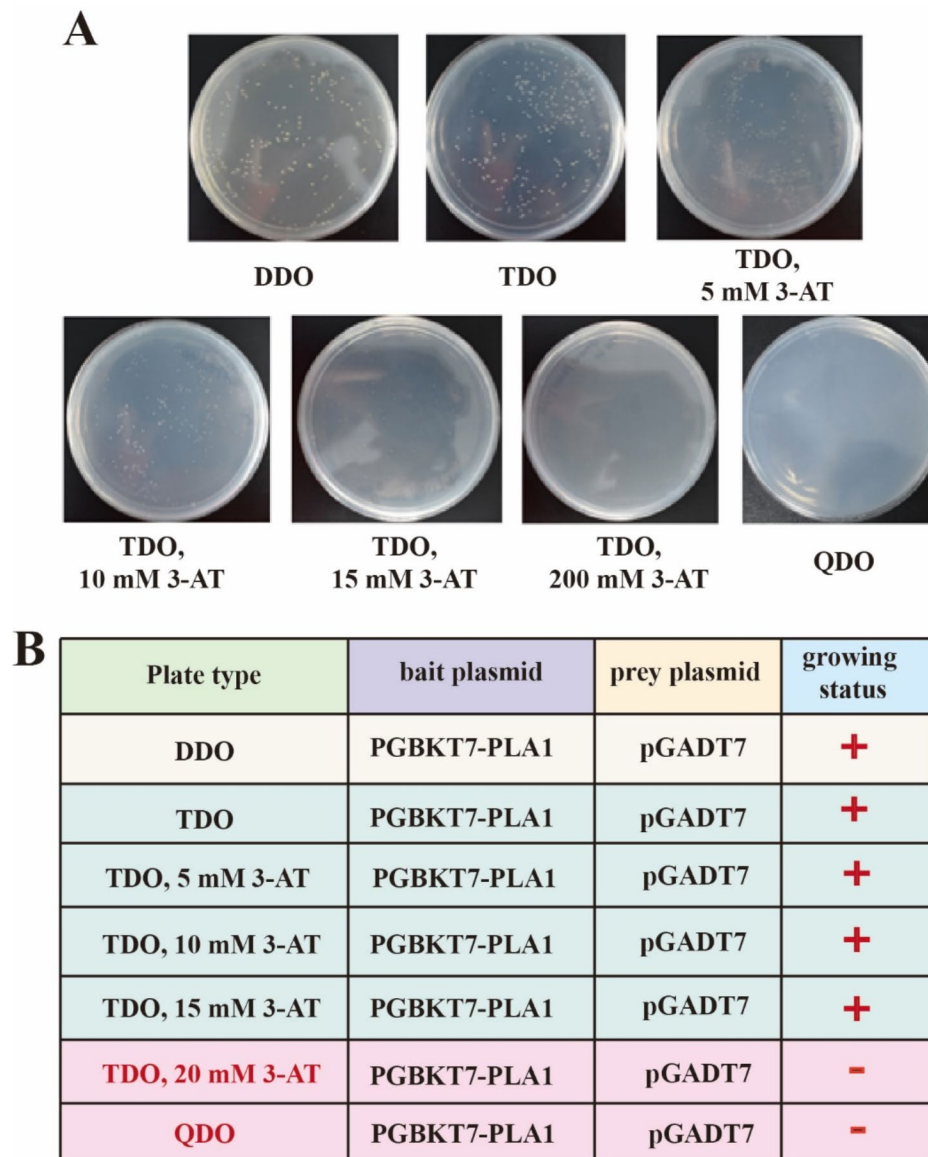 A
DDO
TDO
TDO,
5 mM 3-AT
TDO,
10 mM 3-AT
TDO,
15 mM 3-AT
TDO,
200 mM 3-AT
QDO
B
Plate type bait plasmid prey plasmid growing status
DDO PGBKT7-PLA1 pGADT7 +
TDO PGBKT7-PLA1 pGADT7 +
TDO, 5 mM 3-AT PGBKT7-PLA1 pGADT7 +
TDO, 10 mM 3-AT PGBKT7-PLA1 pGADT7 +
TDO, 15 mM 3-AT PGBKT7-PLA1 pGADT7 +
TDO, 20 mM 3-AT PGBKT7-PLA1 pGADT7 -
QDO PGBKT7-PLA1 pGADT7 -